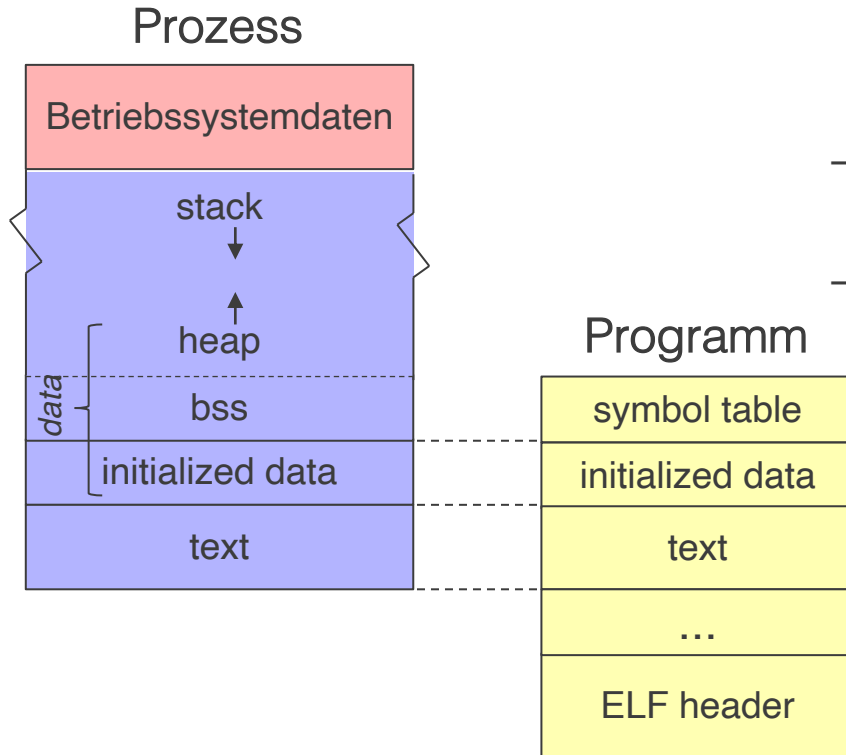 Prozess
Betriebssystemdaten
stack
heap
data
bss
initialized data
text
Programm
symbol table
initialized data
text
...
ELF header